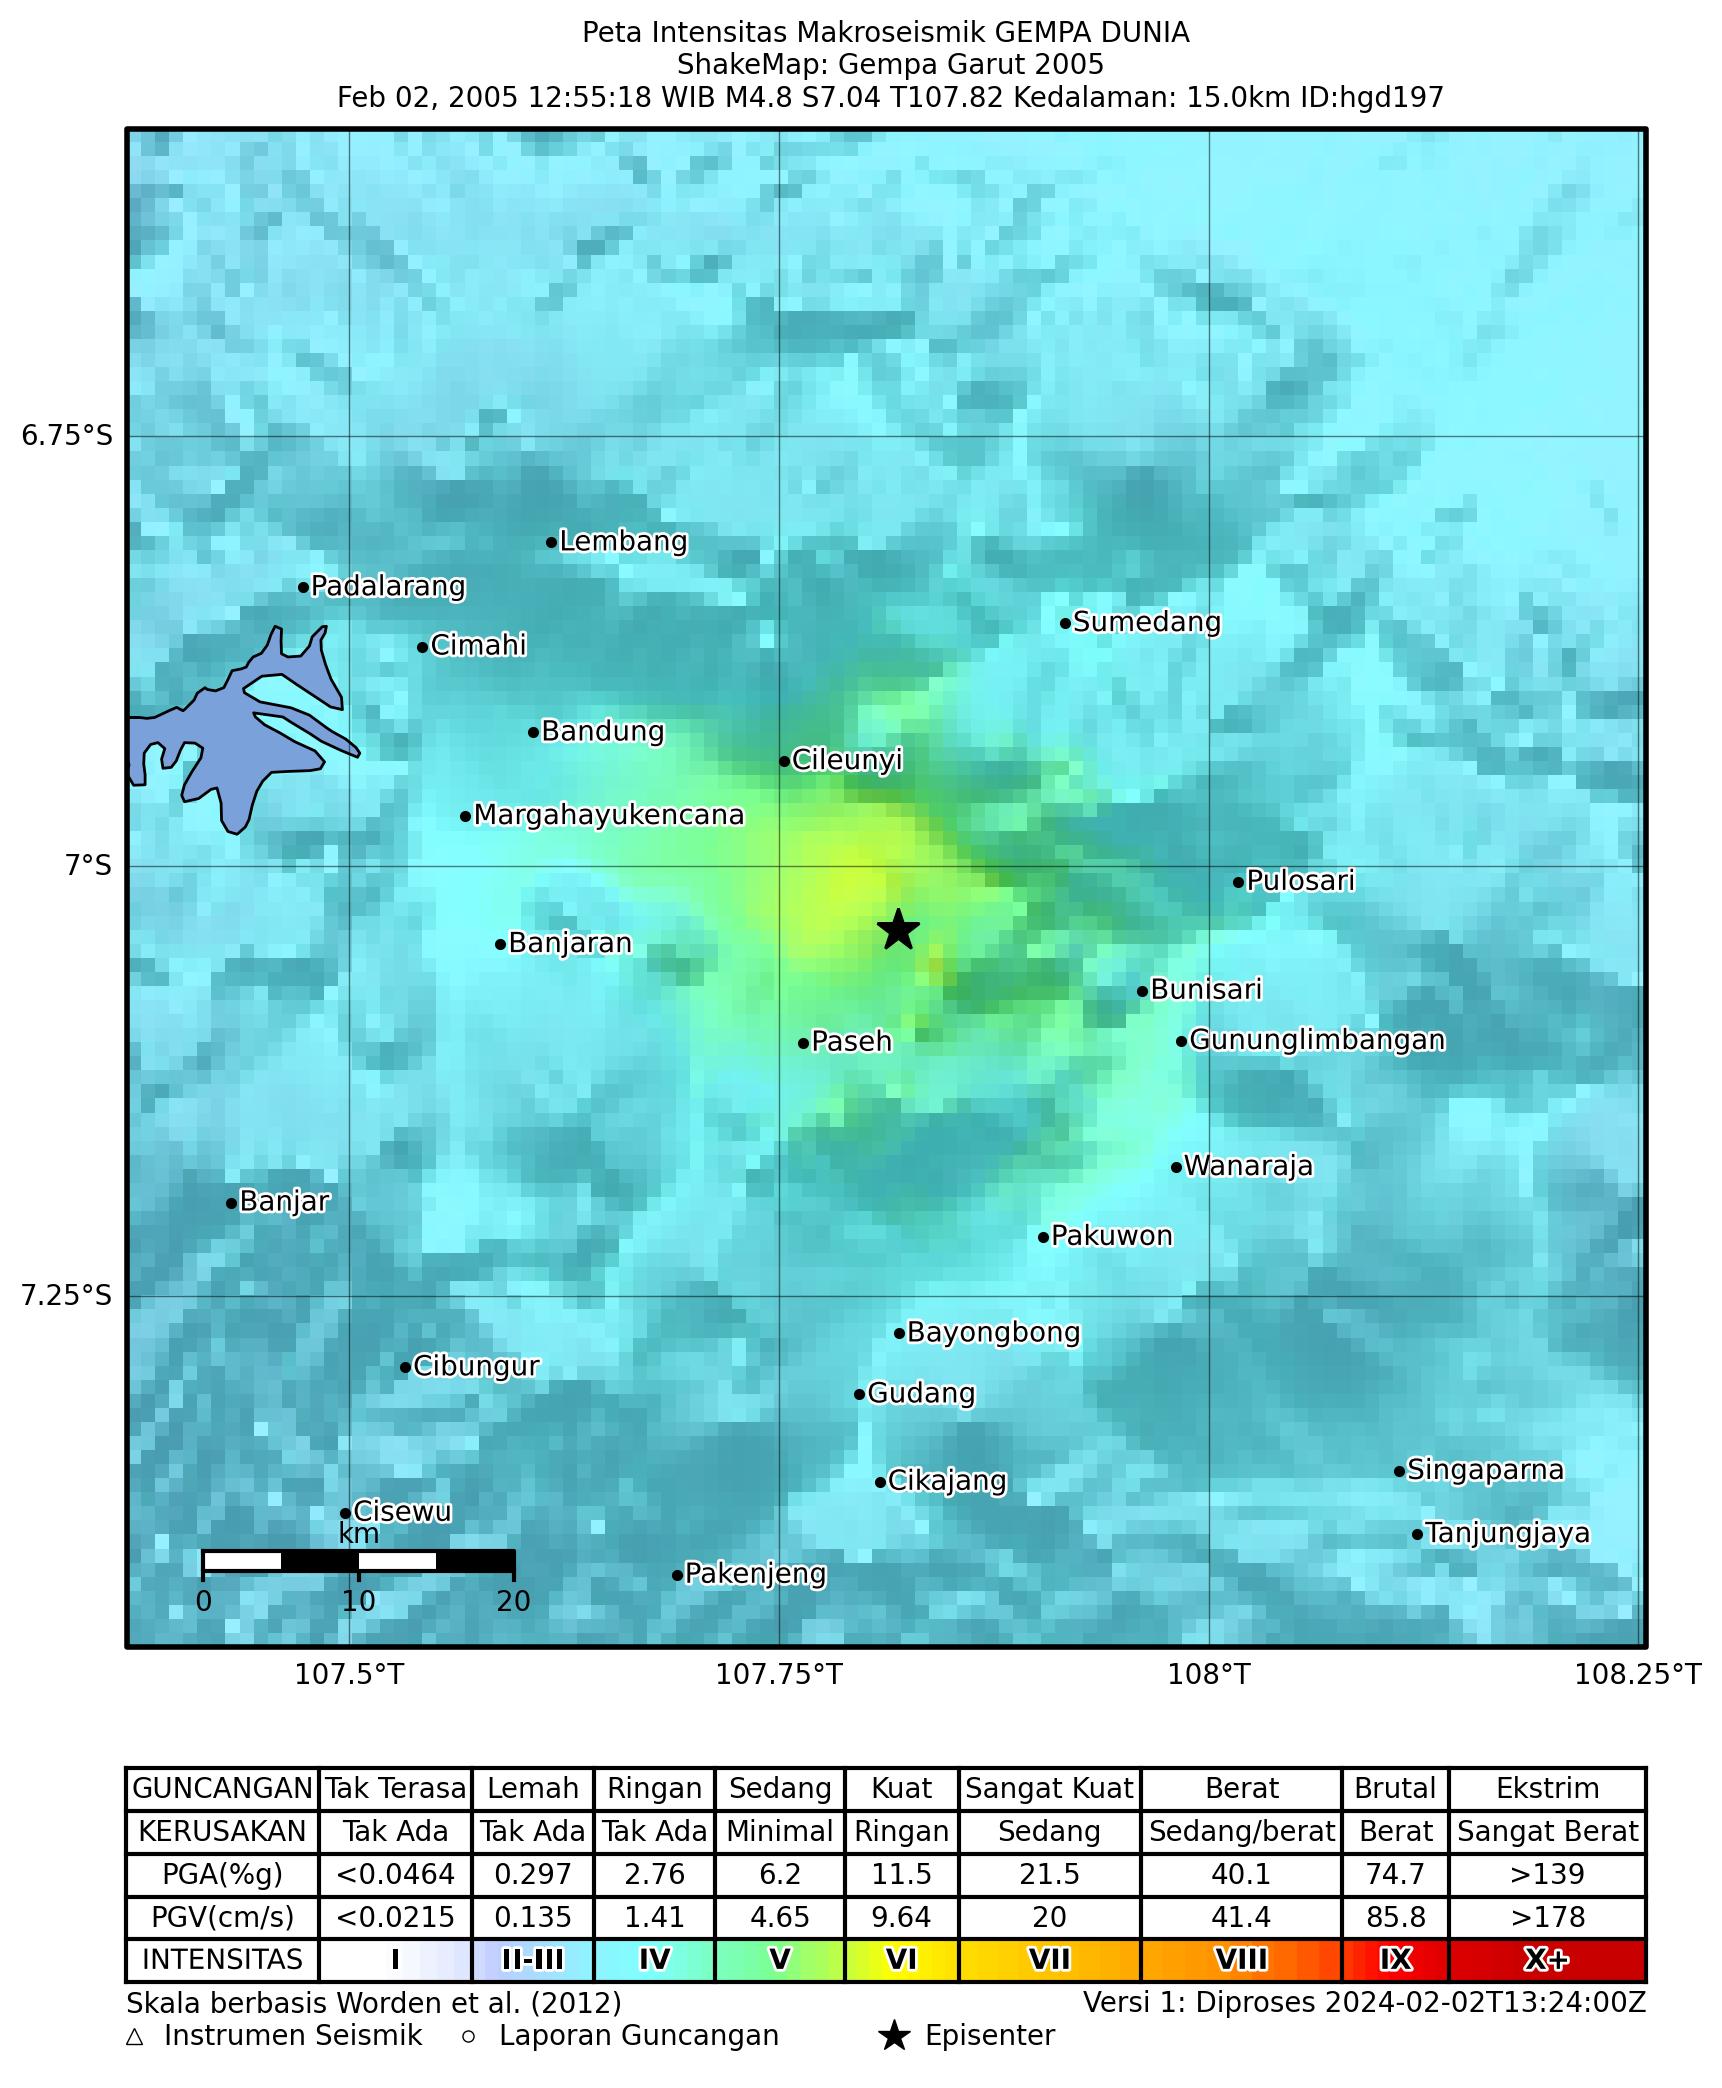 Peta Intensitas Makroseismik GEMPA DUNIA
ShakeMap: Gempa Garut 2005
Feb 02, 2005 12:55:18 WIB M4.8 S7.04 T107.82 Kedalaman: 15.0km ID:hgd197
6.75°S
Lembang
Padalarang
Sumedang
Cimahi
Bandung
Cileunyi
Margahayukencana
7°S
Pulosari
Banjaran
Bunisari
Paseh
Gununglimbangan
Wanaraja
Banjar
Pakuwon
7.25°S
Bayongbong
Cibungur
Gudang
Singaparna
Cikajang
Cisewu
Tanjungjaya
km
Pakenjeng
0 10 20
107.5°T 107.75°T 108°T 108.25°T
GUNCANGAN Tak Terasa Lemah Ringan Sedang Kuat Sangat Kuat Berat Brutal Ekstrim
KERUSAKAN Tak Ada Tak Ada Tak Ada Minimal Ringan Sedang Sedang/berat Berat Sangat Berat
PGA(%g) <0.0464 0.297 2.76 6.2 11.5 21.5 40.1 74.7 >139
PGV(cm/s) <0.0215 0.135 1.41 4.65 9.64 20 41.4 85.8 >178
INTENSITAS I II-III IV V VI VII VIII IX X+
Skala berbasis Worden et al. (2012) Versi 1: Diproses 2024-02-02T13:24:00Z
Instrumen Seismik Laporan Guncangan Episenter